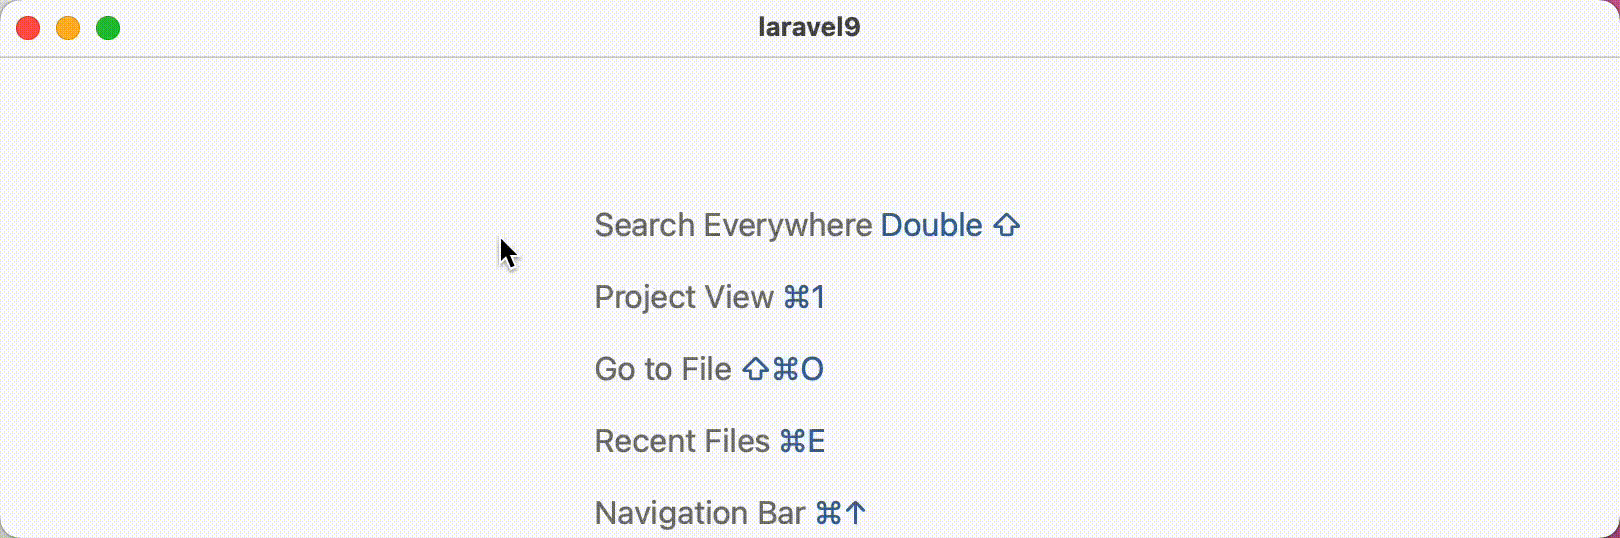 laravel9
Search Everywhere Double ⇧
Project View ⌘1
Go to File ⇧⌘O
Recent Files ⌘E
Navigation Bar ⌘↑